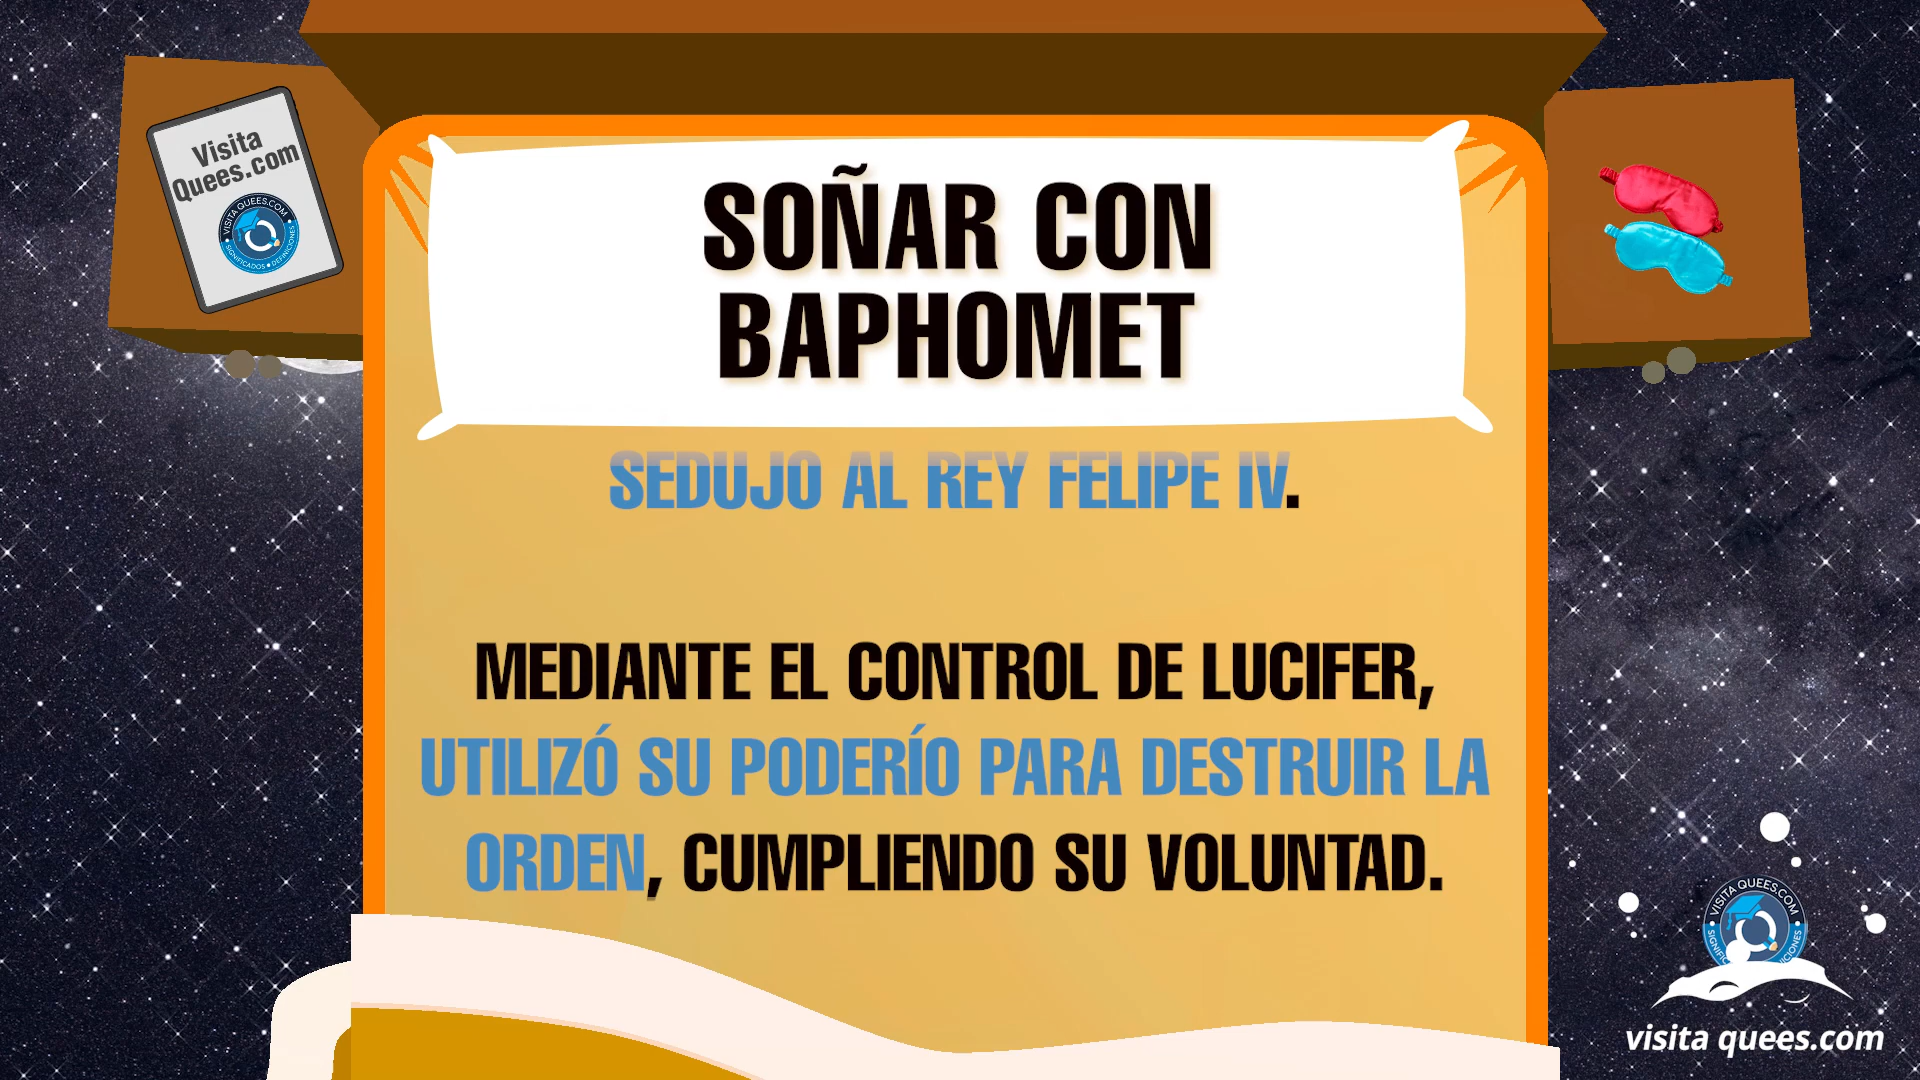 Visita
Quees.com
VISITA QUEES.COM
SIGNIFICADOS • DEFINICIONES
SOÑAR CON
BAPHOMET
SEDUJO AL REY FELIPE IV.
MEDIANTE EL CONTROL DE LUCIFER,
UTILIZÓ SU PODERÍO PARA DESTRUIR LA
ORDEN, CUMPLIENDO SU VOLUNTAD.
VISITA QUEES.COM
visita quees.com